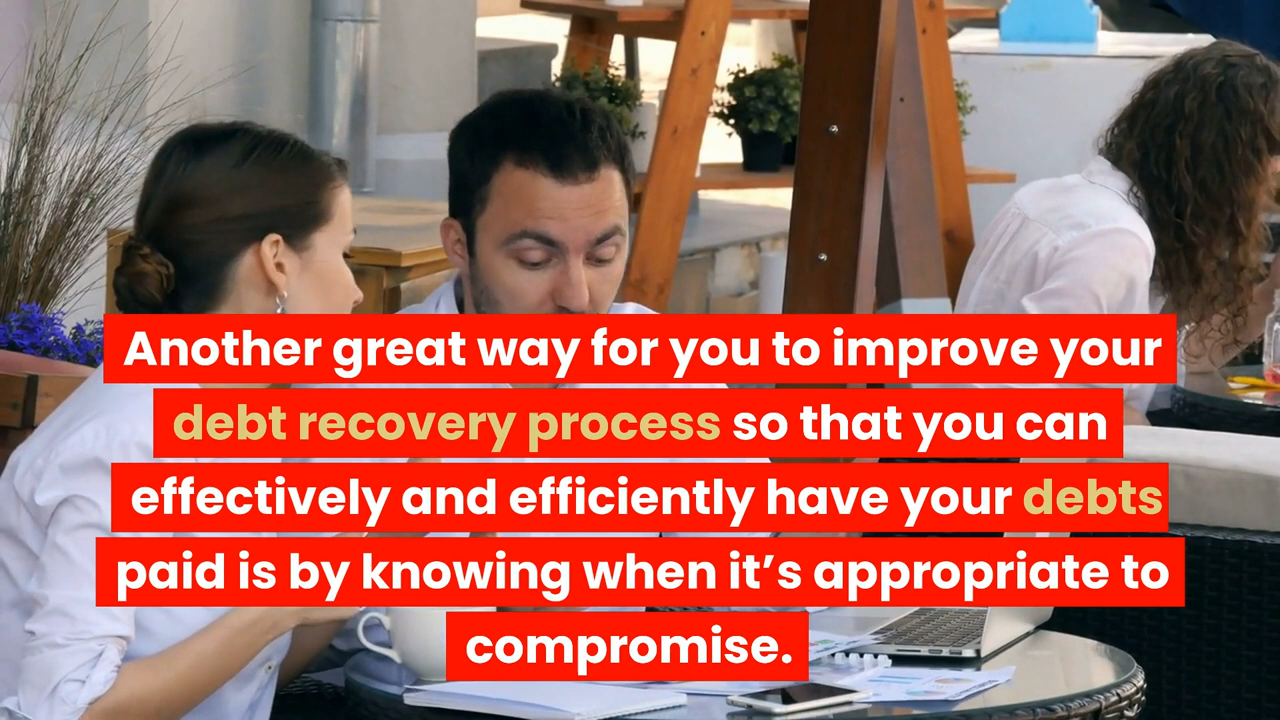 Another great way for you to improve your
debt recovery process so that you can
effectively and efficiently have your debts
paid is by knowing when it’s appropriate to
compromise.